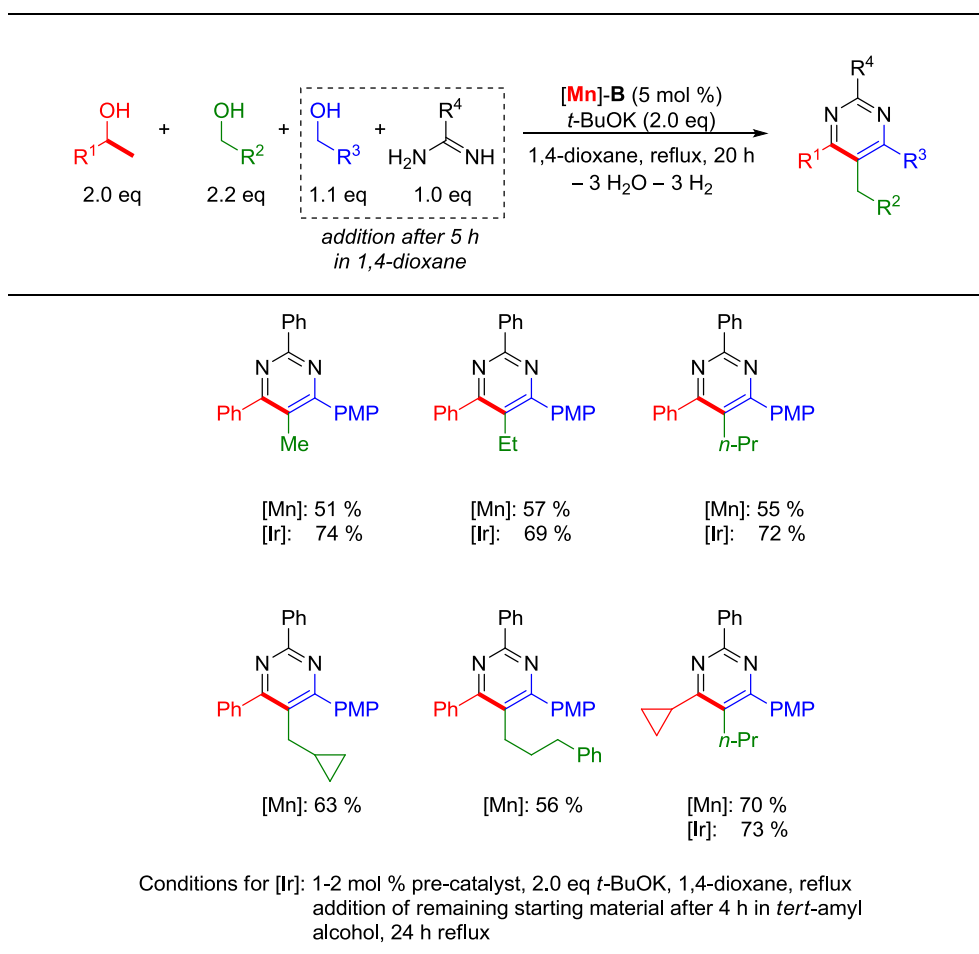 OH
R¹
2.0 eq
+
OH
R²
2.2 eq
+
OH
R³
1.1 eq
+
R⁴
H₂N
NH
1.0 eq
addition after 5 h
in 1,4-dioxane
[Mn]-B (5 mol %)
t-BuOK (2.0 eq)
1,4-dioxane, reflux, 20 h
– 3 H₂O – 3 H₂
R⁴
N N
R¹ R³
R²
Ph
N N
Ph PMP
Me
[Mn]: 51 %
[Ir]: 74 %
Ph
N N
Ph PMP
Et
[Mn]: 57 %
[Ir]: 69 %
Ph
N N
Ph PMP
n-Pr
[Mn]: 55 %
[Ir]: 72 %
Ph
N N
Ph PMP
[Mn]: 63 %
Ph
N N
Ph PMP
Ph
[Mn]: 56 %
Ph
N N
PMP
n-Pr
[Mn]: 70 %
[Ir]: 73 %
Conditions for [Ir]: 1-2 mol % pre-catalyst, 2.0 eq t-BuOK, 1,4-dioxane, reflux
addition of remaining starting material after 4 h in tert-amyl
alcohol, 24 h reflux